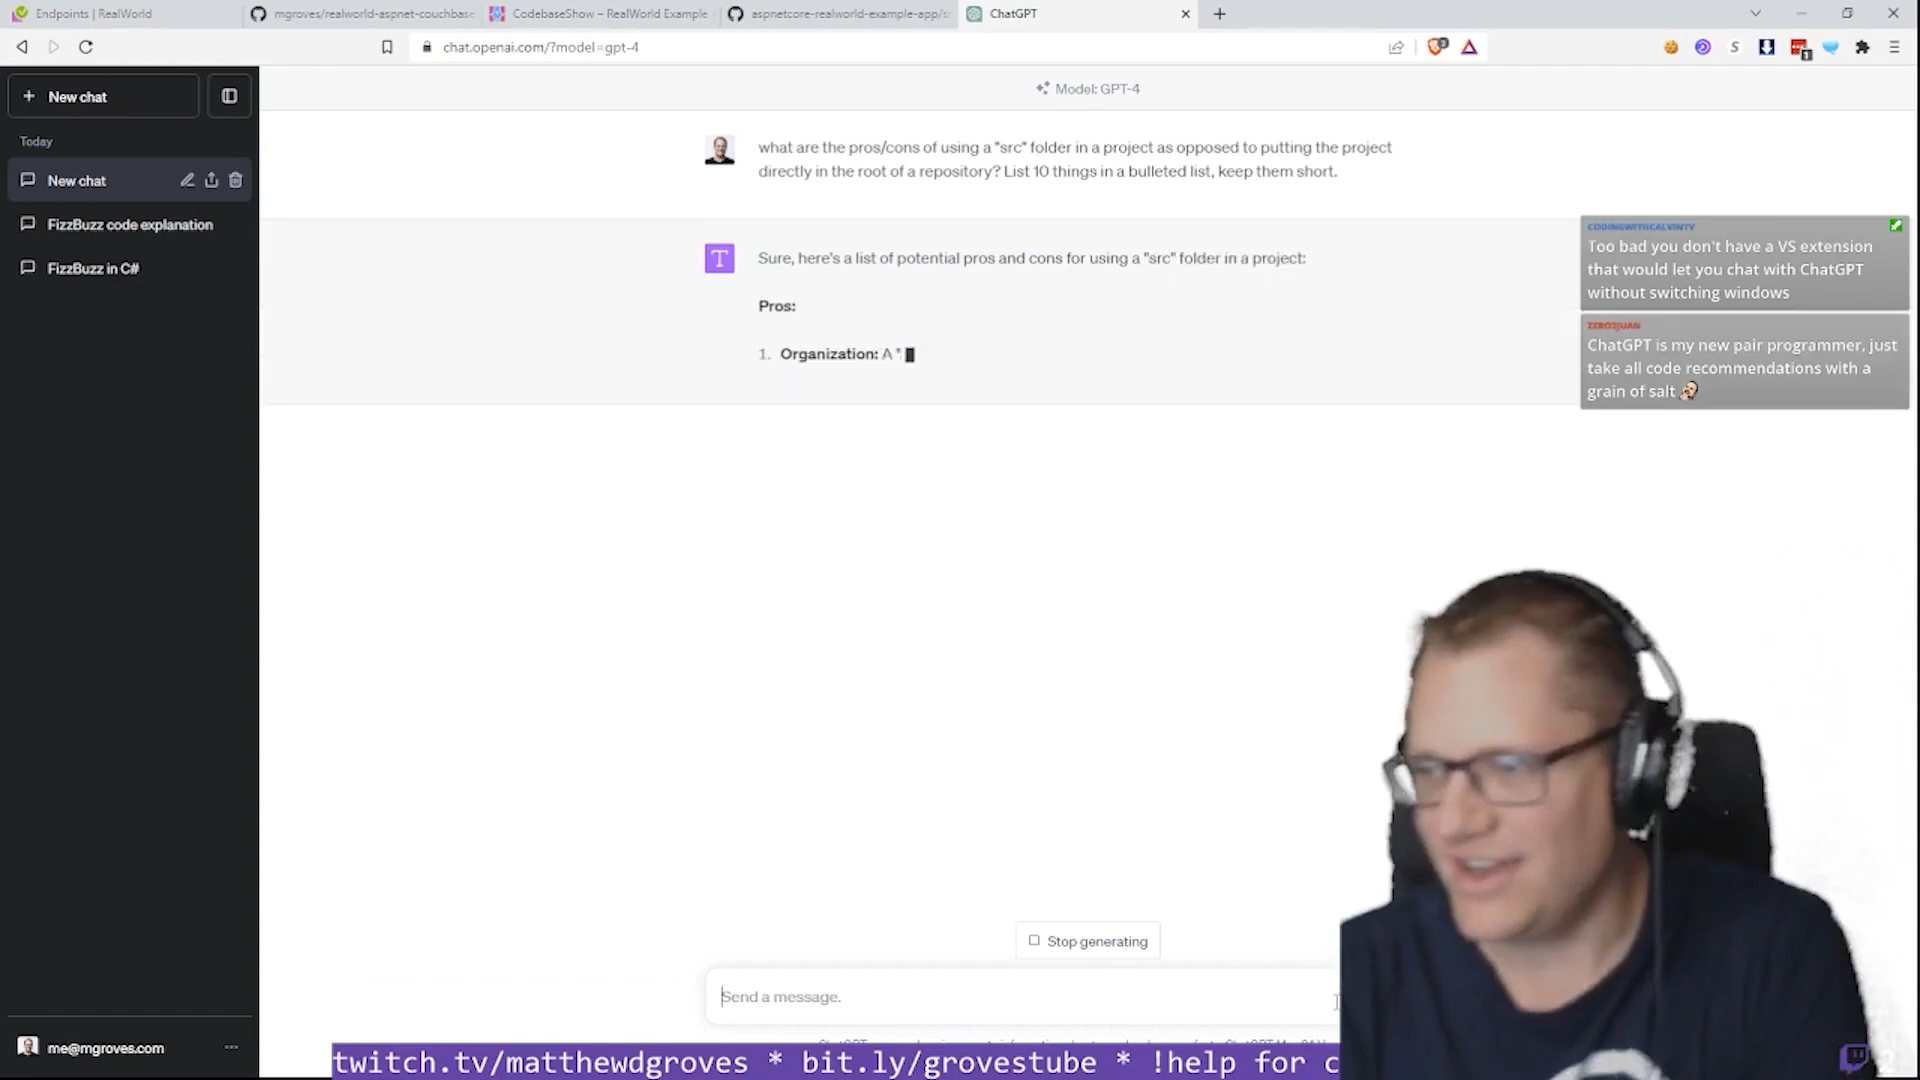 Endpoints | RealWorld
mgroves/realworld-aspnet-couchbase
CodebaseShow – RealWorld Example
aspnetcore-realworld-example-app/s
ChatGPT
chat.openai.com/?model=gpt-4
New chat
Model: GPT-4
Today
New chat
FizzBuzz code explanation
FizzBuzz in C#
what are the pros/cons of using a "src" folder in a project as opposed to putting the project
directly in the root of a repository? List 10 things in a bulleted list, keep them short.
T
Sure, here's a list of potential pros and cons for using a "src" folder in a project:
Pros:
1. Organization: A "
CODINGWITHCALVINTV
Too bad you don't have a VS extension
that would let you chat with ChatGPT
without switching windows
ZEROSJUAN
ChatGPT is my new pair programmer, just
take all code recommendations with a
grain of salt
Stop generating
Send a message.
me@mgroves.com
twitch.tv/matthewdgroves * bit.ly/grovestube * !help for c